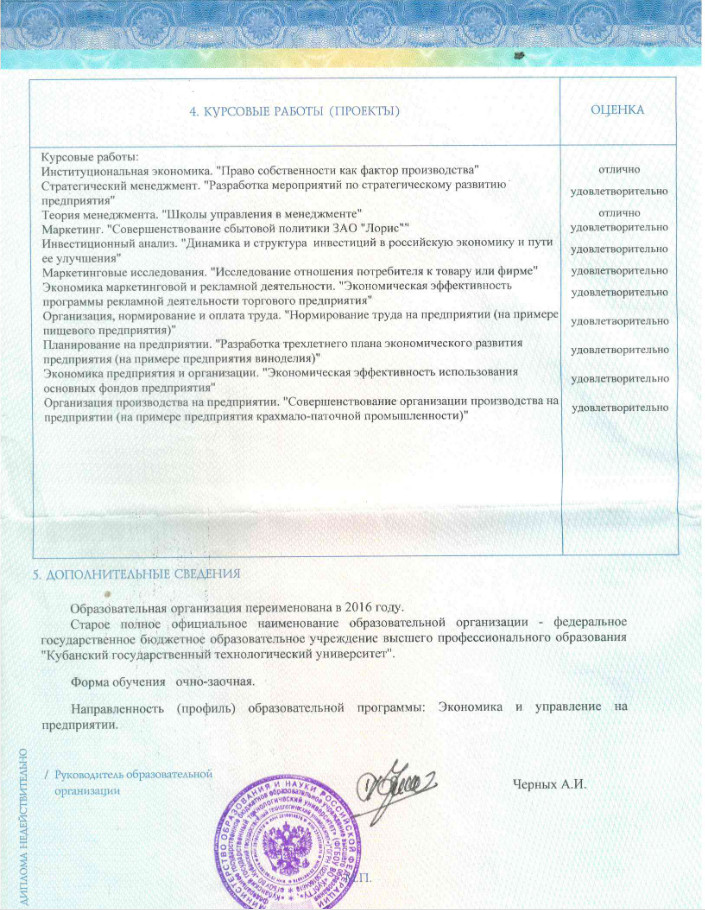 4. КУРСОВЫЕ РАБОТЫ (ПРОЕКТЫ)
ОЦЕНКА
Курсовые работы:
Институциональная экономика. "Право собственности как фактор производства" отлично
Стратегический менеджмент. "Разработка мероприятий по стратегическому развитию
предприятия" удовлетворительно
Теория менеджмента. "Школы управления в менеджменте" отлично
Маркетинг. "Совершенствование сбытовой политики ЗАО "Лорис"" удовлетворительно
Инвестиционный анализ. "Динамика и структура инвестиций в российскую экономику и пути
ее улучшения" удовлетворительно
Маркетинговые исследования. "Исследование отношения потребителя к товару или фирме" удовлетворительно
Экономика маркетинговой и рекламной деятельности. "Экономическая эффективность
программы рекламной деятельности торгового предприятия" удовлетворительно
Организация, нормирование и оплата труда. "Нормирование труда на предприятии (на примере
пищевого предприятия)" удовлетворительно
Планирование на предприятии. "Разработка трехлетнего плана экономического развития
предприятия (на примере предприятия виноделия)" удовлетворительно
Экономика предприятия и организации. "Экономическая эффективность использования
основных фондов предприятия" удовлетворительно
Организация производства на предприятии. "Совершенствование организации производства на
предприятии (на примере предприятия крахмало-паточной промышленности)" удовлетворительно
5. ДОПОЛНИТЕЛЬНЫЕ СВЕДЕНИЯ
Образовательная организация переименована в 2016 году.
Старое полное официальное наименование образовательной организации - федеральное
государственное бюджетное образовательное учреждение высшего профессионального образования
"Кубанский государственный технологический университет".
Форма обучения очно-заочная.
Направленность (профиль) образовательной программы: Экономика и управление на
предприятии.
/ Руководитель образовательной
организации
Черных А.И.
ДИПЛОМА НЕДЕЙСТВИТЕЛЬНО
МИНИСТЕРСТВО ОБРАЗОВАНИЯ И НАУКИ РОССИЙСКОЙ ФЕДЕРАЦИИ